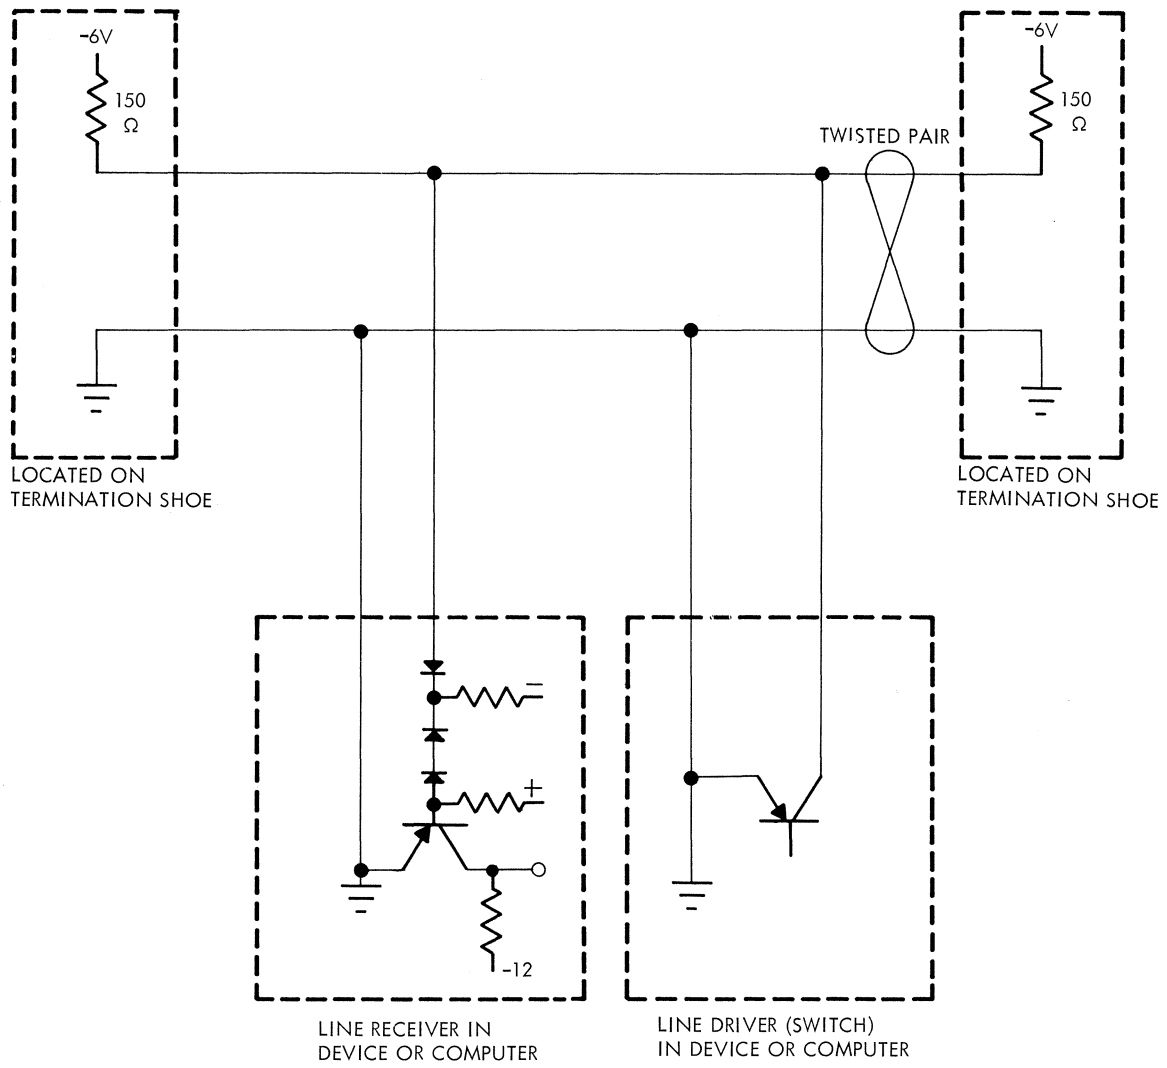 -6V
150
Ω
-6V
150
Ω
TWISTED PAIR
LOCATED ON
TERMINATION SHOE
LOCATED ON
TERMINATION SHOE
−
+
-12
LINE RECEIVER IN
DEVICE OR COMPUTER
LINE DRIVER (SWITCH)
IN DEVICE OR COMPUTER